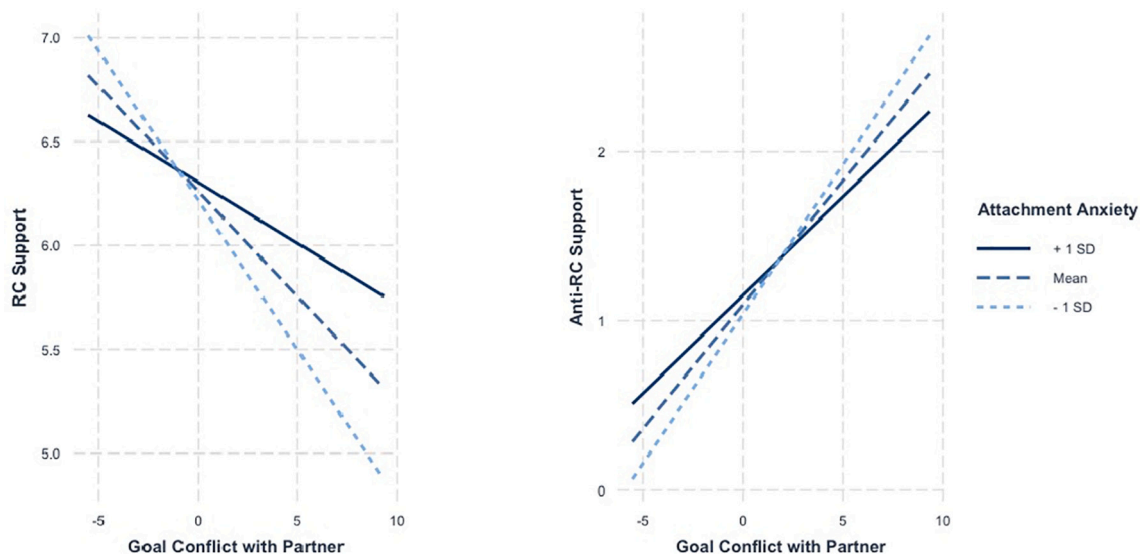 7.0
6.5
6.0
5.5
5.0
RC Support
-5
0
5
10
Goal Conflict with Partner
2
1
0
Anti-RC Support
-5
0
5
10
Goal Conflict with Partner
Attachment Anxiety
+ 1 SD
Mean
- 1 SD